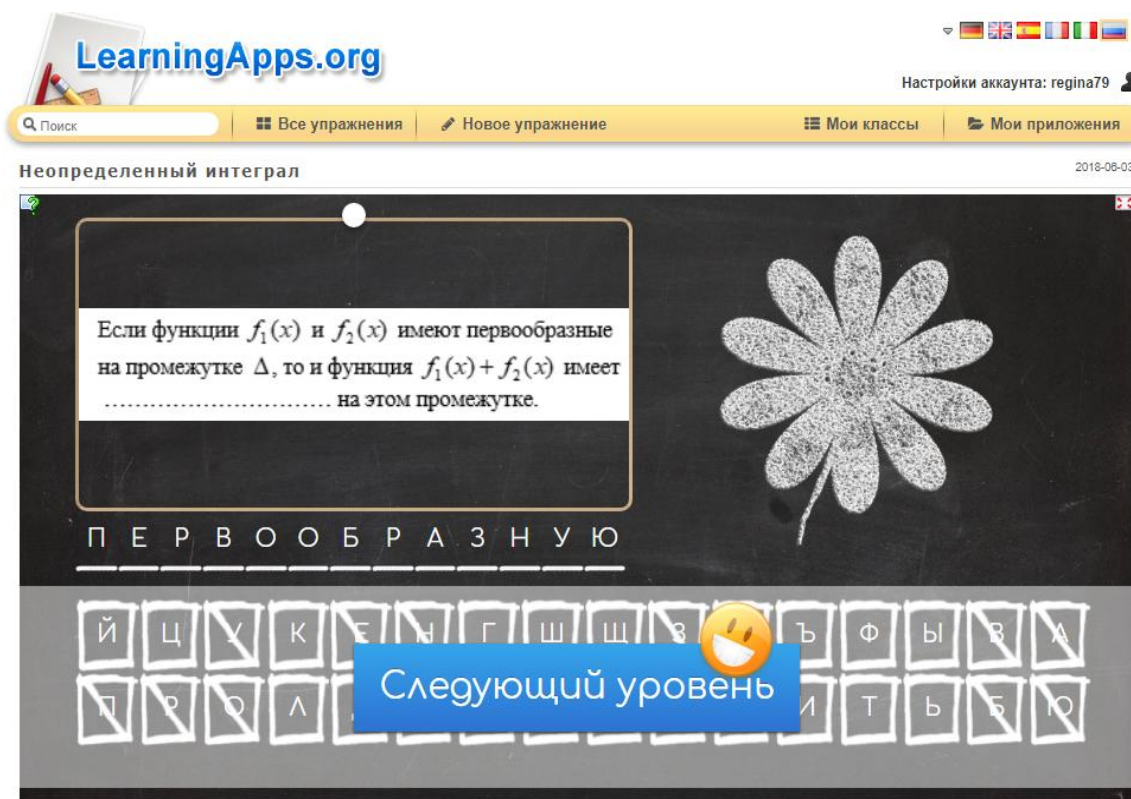 LearningApps.org
Настройки аккаунта: regina79
Поиск
Все упражнения
Новое упражнение
Мои классы
Мои приложения
Неопределенный интеграл
2018-06-03
Если функции f₁(x) и f₂(x) имеют первообразные
на промежутке Δ, то и функция f₁(x) + f₂(x) имеет
................................ на этом промежутке.
П Е Р В О О Б Р А З Н У Ю
Й Ц У К Е Н Г Ш Щ З Ъ Ф Ы В А
П Р О Л И Т Ь Б Ю
Следующий уровень